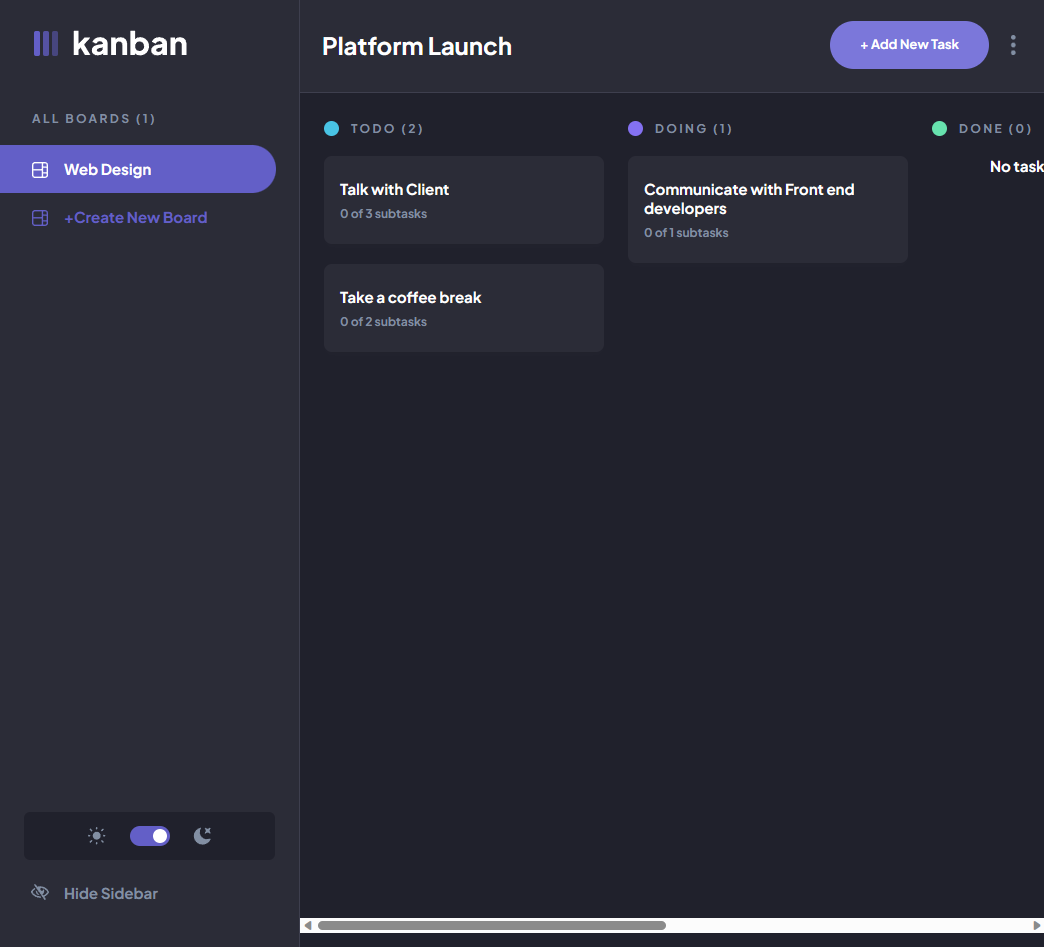 kanban
ALL BOARDS (1)
Web Design
+Create New Board
Hide Sidebar
Platform Launch
+ Add New Task
TODO (2)
Talk with Client
0 of 3 subtasks
Take a coffee break
0 of 2 subtasks
DOING (1)
Communicate with Front end
developers
0 of 1 subtasks
DONE (0)
No task